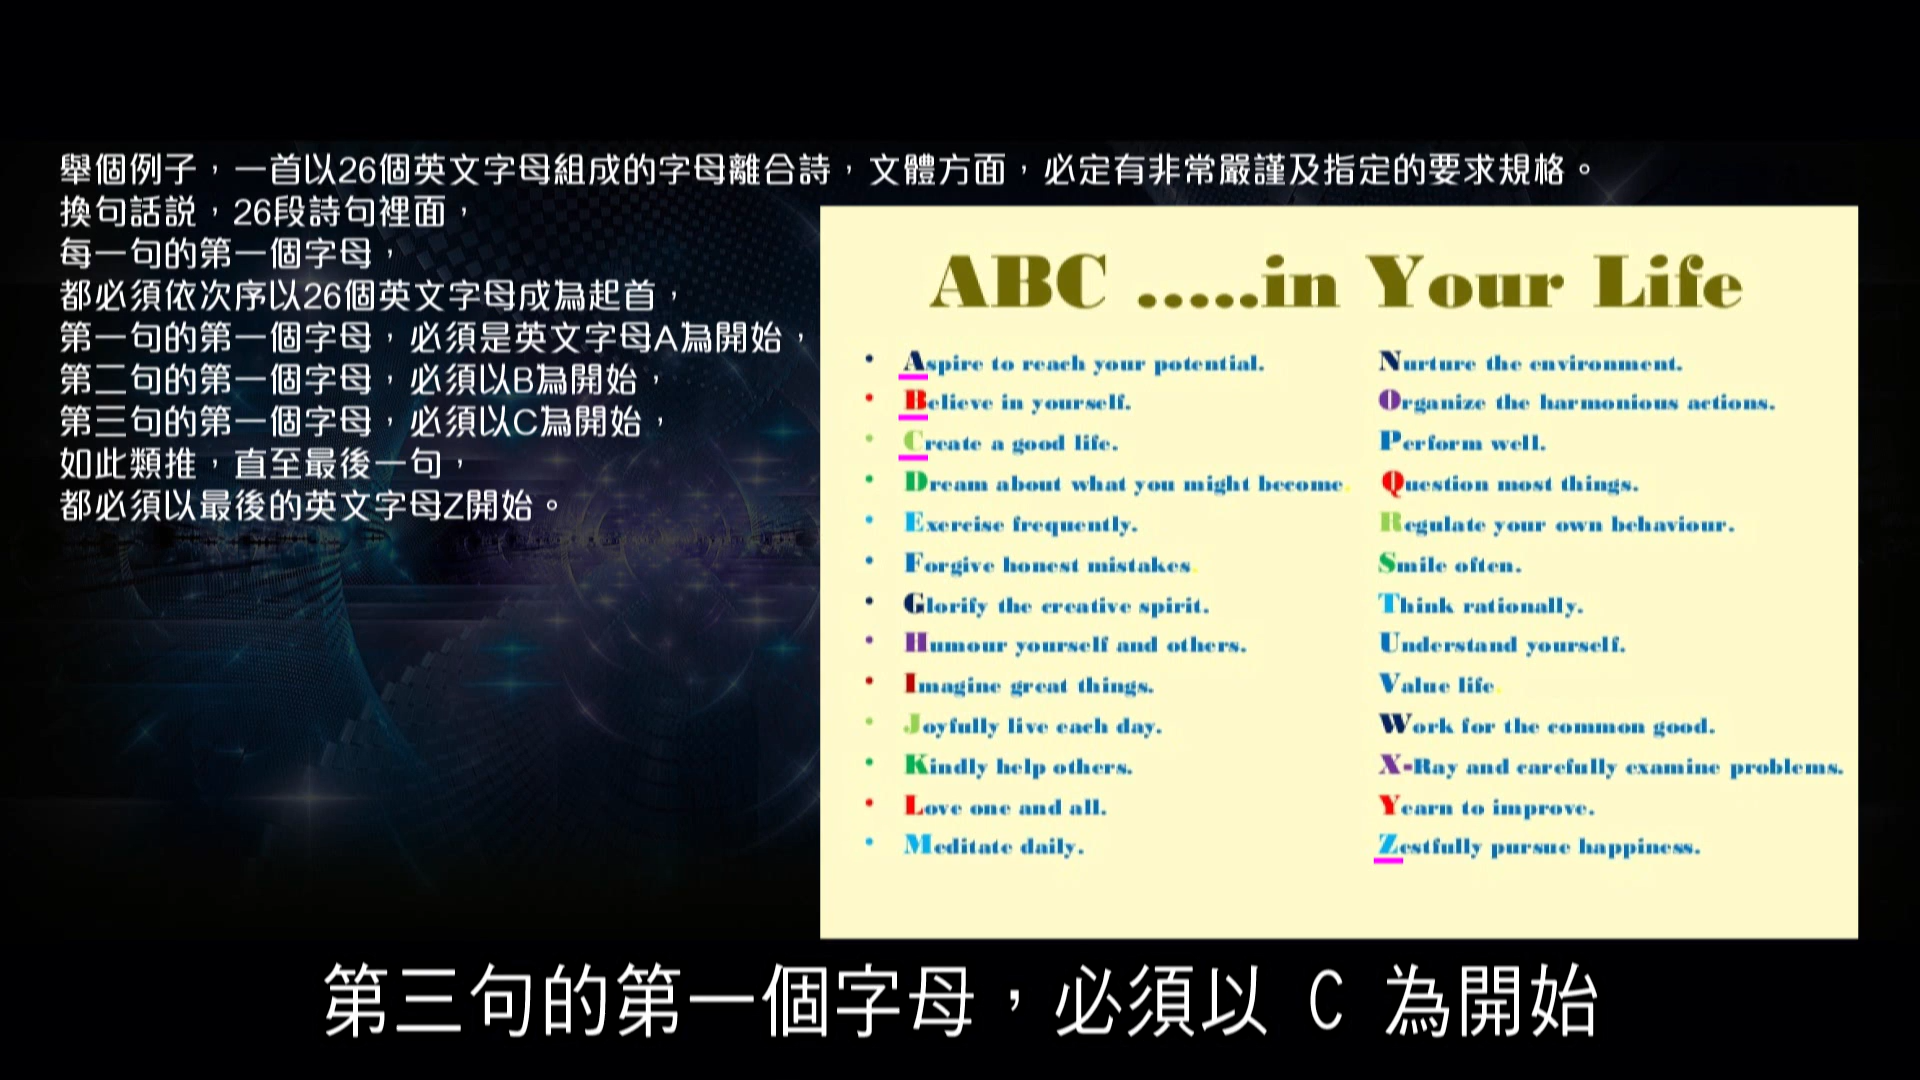 舉個例子，一首以26個英文字母組成的字母離合詩，文體方面，必定有非常嚴謹及指定的要求規格。
換句話説，26段詩句裡面，
每一句的第一個字母，
都必須依次序以26個英文字母成為起首，
第一句的第一個字母，必須是英文字母A為開始，
第二句的第一個字母，必須以B為開始，
第三句的第一個字母，必須以C為開始，
如此類推，直至最後一句，
都必須以最後的英文字母Z開始。
ABC .....in Your Life
• Aspire to reach your potential.
• Believe in yourself.
• Create a good life.
• Dream about what you might become.
• Exercise frequently.
• Forgive honest mistakes.
• Glorify the creative spirit.
• Humour yourself and others.
• Imagine great things.
• Joyfully live each day.
• Kindly help others.
• Love one and all.
• Meditate daily.
Nurture the environment.
Organize the harmonious actions.
Perform well.
Question most things.
Regulate your own behaviour.
Smile often.
Think rationally.
Understand yourself.
Value life.
Work for the common good.
X-Ray and carefully examine problems.
Yearn to improve.
Zestfully pursue happiness.
第三句的第一個字母，必須以 C 為開始